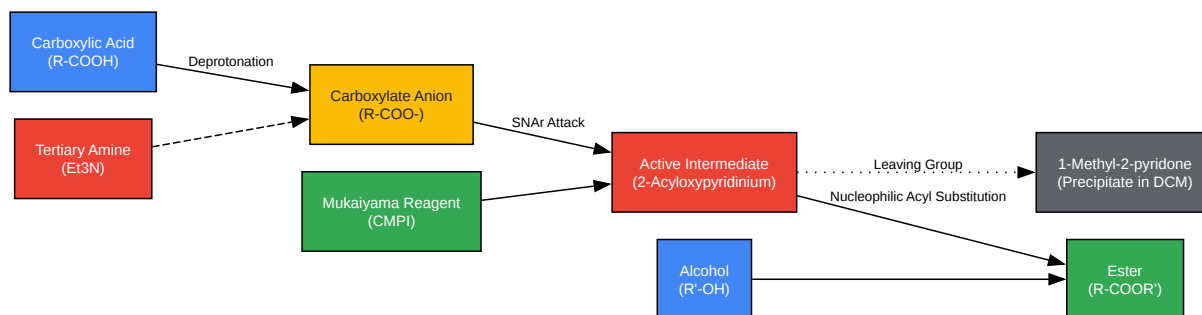 Carboxylic Acid
(R-COOH)
Deprotonation
Tertiary Amine
(Et3N)
Carboxylate Anion
(R-COO-)
SNAr Attack
Mukaiyama Reagent
(CMPI)
Active Intermediate
(2-Acyloxypyridinium)
Leaving Group
1-Methyl-2-pyridone
(Precipitate in DCM)
Nucleophilic Acyl Substitution
Alcohol
(R'-OH)
Ester
(R-COOR')